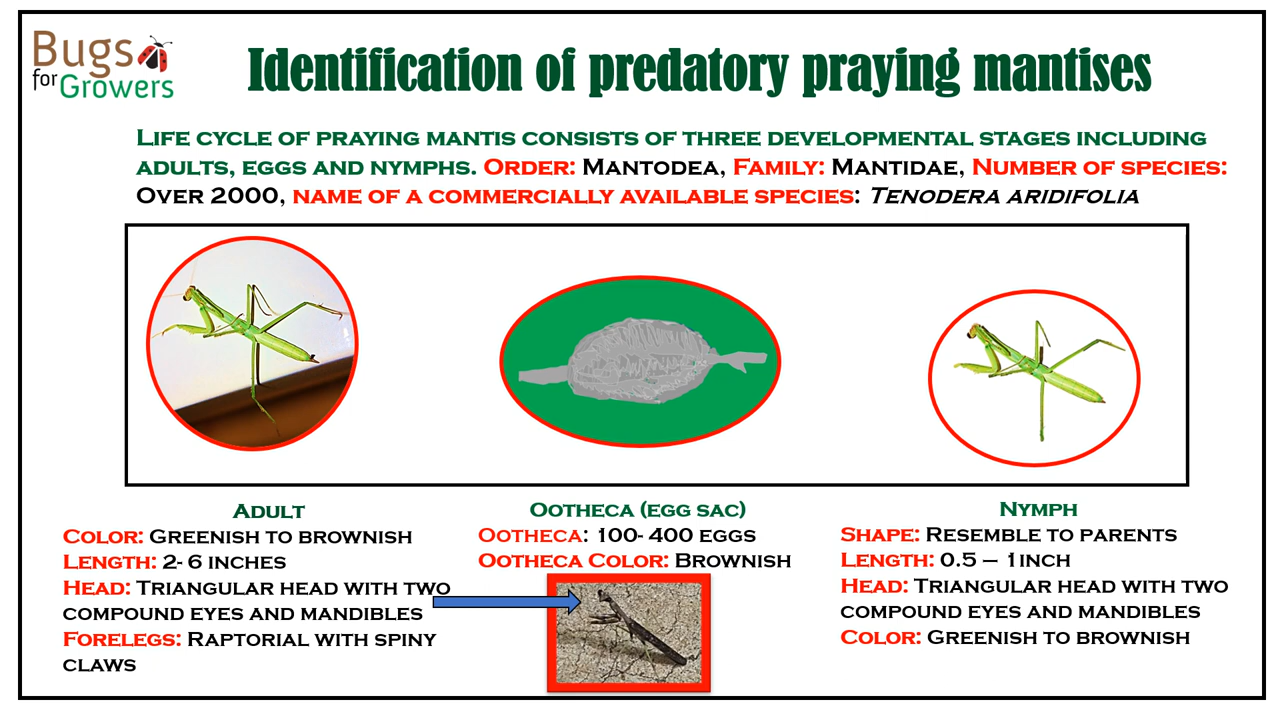 Bugs
for Growers
Identification of predatory praying mantises
Life cycle of praying mantis consists of three developmental stages including
adults, eggs and nymphs. Order: Mantodea, Family: Mantidae, Number of species:
Over 2000, name of a commercially available species: Tenodera aridifolia
Adult
Color: Greenish to brownish
Length: 2- 6 inches
Head: Triangular head with two
compound eyes and mandibles
Forelegs: Raptorial with spiny
claws
Ootheca (egg sac)
Ootheca: 100- 400 eggs
Ootheca Color: Brownish
Nymph
Shape: Resemble to parents
Length: 0.5 – 1inch
Head: Triangular head with two
compound eyes and mandibles
Color: Greenish to brownish